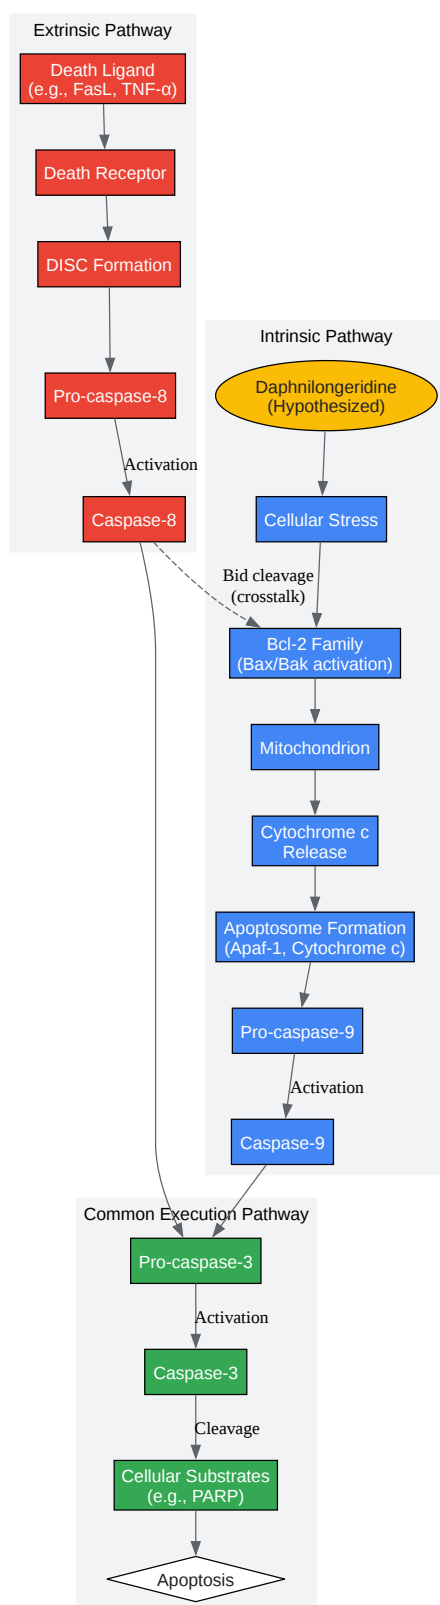 Extrinsic Pathway
Death Ligand
(e.g., FasL, TNF-α)
Death Receptor
DISC Formation
Pro-caspase-8
Activation
Caspase-8
Intrinsic Pathway
Daphnilongeridine
(Hypothesized)
Cellular Stress
Bid cleavage
(crosstalk)
Bcl-2 Family
(Bax/Bak activation)
Mitochondrion
Cytochrome c
Release
Apoptosome Formation
(Apaf-1, Cytochrome c)
Pro-caspase-9
Activation
Caspase-9
Common Execution Pathway
Pro-caspase-3
Activation
Caspase-3
Cleavage
Cellular Substrates
(e.g., PARP)
Apoptosis